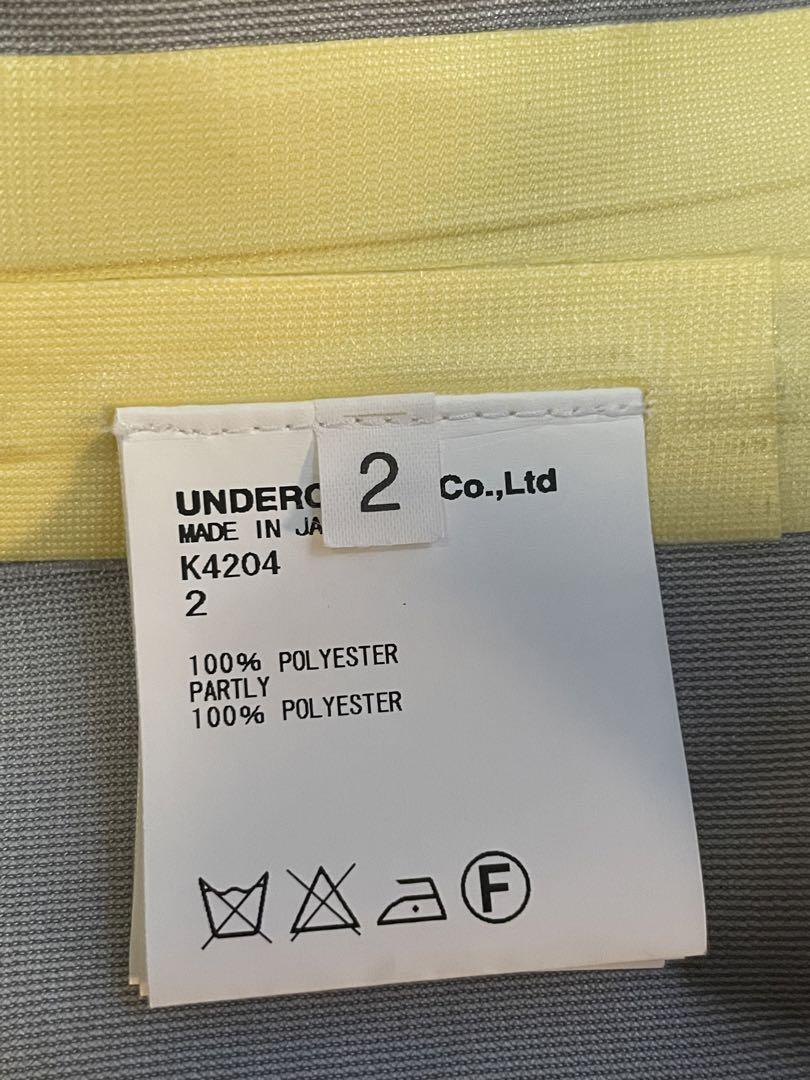 2
UNDERC Co.,Ltd
MADE IN JA
K4204
2
100% POLYESTER
PARTLY
100% POLYESTER
F